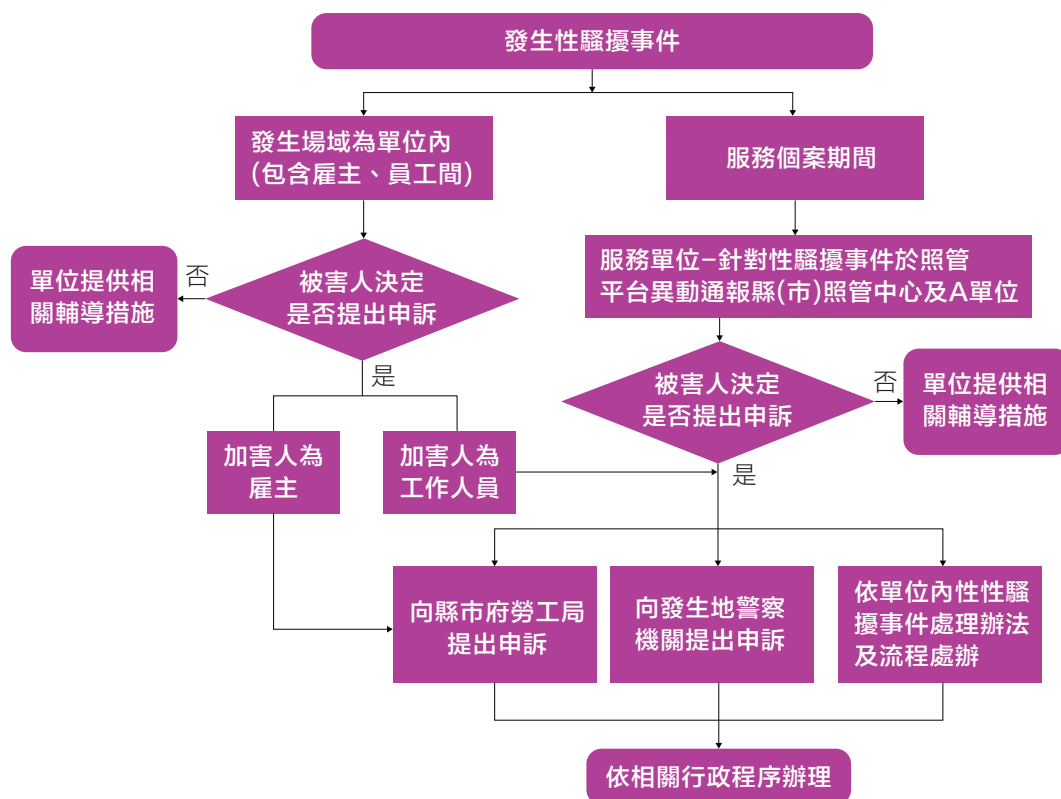 發生性騷擾事件
發生場域為單位內
(包含雇主、員工間)
服務個案期間
單位提供相
關輔導措施
否
被害人決定
是否提出申訴
服務單位-針對性騷擾事件於照管
平台異動通報縣(市)照管中心及A單位
是
被害人決定
是否提出申訴
否
單位提供相
關輔導措施
加害人為
雇主
加害人為
工作人員
是
向縣市府勞工局
提出申訴
向發生地警察
機關提出申訴
依單位內性性騷
擾事件處理辦法
及流程處辦
依相關行政程序辦理